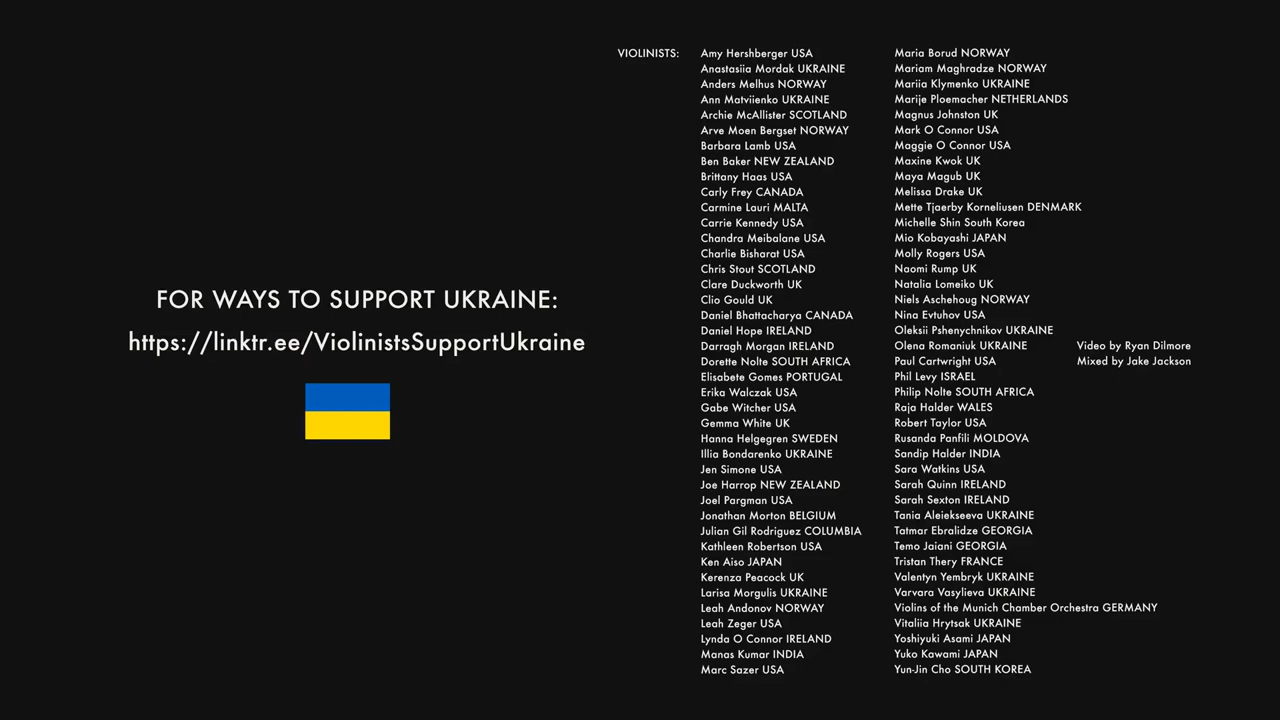 FOR WAYS TO SUPPORT UKRAINE:
https://linktr.ee/ViolinistsSupportUkraine
VIOLINISTS:
Amy Hershberger USA
Anastasiia Mordak UKRAINE
Anders Melhus NORWAY
Ann Matviienko UKRAINE
Archie McAllister SCOTLAND
Arve Moen Bergset NORWAY
Barbara Lamb USA
Ben Baker NEW ZEALAND
Brittany Haas USA
Carly Frey CANADA
Carmine Lauri MALTA
Carrie Kennedy USA
Chandra Meibalane USA
Charlie Bisharat USA
Chris Stout SCOTLAND
Clare Duckworth UK
Clio Gould UK
Daniel Bhattacharya CANADA
Daniel Hope IRELAND
Darragh Morgan IRELAND
Dorette Nolte SOUTH AFRICA
Elisabete Gomes PORTUGAL
Erika Walczak USA
Gabe Witcher USA
Gemma White UK
Hanna Helgegren SWEDEN
Illia Bondarenko UKRAINE
Jen Simone USA
Joe Harrop NEW ZEALAND
Joel Pargman USA
Jonathan Morton BELGIUM
Julian Gil Rodriguez COLUMBIA
Kathleen Robertson USA
Ken Aiso JAPAN
Kerenza Peacock UK
Larisa Morgulis UKRAINE
Leah Andonov NORWAY
Leah Zeger USA
Lynda O Connor IRELAND
Manas Kumar INDIA
Marc Sazer USA
Maria Borud NORWAY
Mariam Maghradze NORWAY
Mariia Klymenko UKRAINE
Marije Ploemacher NETHERLANDS
Magnus Johnston UK
Mark O Connor USA
Maggie O Connor USA
Maxine Kwok UK
Maya Magub UK
Melissa Drake UK
Mette Tjaerby Korneliusen DENMARK
Michelle Shin South Korea
Mio Kobayashi JAPAN
Molly Rogers USA
Naomi Rump UK
Natalia Lomeiko UK
Niels Aschehoug NORWAY
Nina Evtuhov USA
Oleksii Pshenychnikov UKRAINE
Olena Romaniuk UKRAINE
Paul Cartwright USA
Phil Levy ISRAEL
Philip Nolte SOUTH AFRICA
Raja Halder WALES
Robert Taylor USA
Rusanda Panfili MOLDOVA
Sandip Halder INDIA
Sara Watkins USA
Sarah Quinn IRELAND
Sarah Sexton IRELAND
Tania Aleiekseeva UKRAINE
Tatmar Ebralidze GEORGIA
Temo Jaiani GEORGIA
Tristan Thery FRANCE
Valentyn Yembryk UKRAINE
Varvara Vasylieva UKRAINE
Violins of the Munich Chamber Orchestra GERMANY
Vitaliia Hrytsak UKRAINE
Yoshiyuki Asami JAPAN
Yuko Kawami JAPAN
Yun-Jin Cho SOUTH KOREA
Video by Ryan Dilmore
Mixed by Jake Jackson